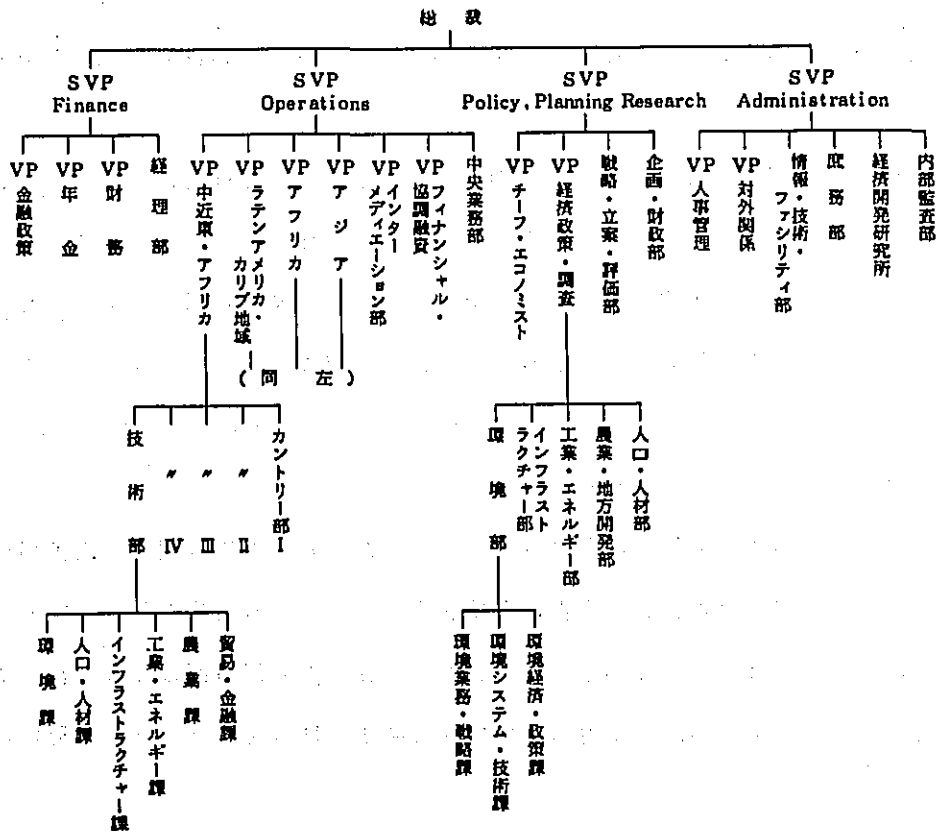 総裁
SVP
Finance
SVP
Operations
SVP
Policy, Planning Research
SVP
Administration
VP 金融政策
VP 年金
VP 財務
経理部
VP 中近東・アフリカ
VP ラテンアメリカ・
カリブ地域
VP アフリカ
VP アジア
VP インター
メディエーション部
VP フィナンシャル・
協調融資
中央業務部
VP チーフ・エコノミスト
VP 経済政策・調査
戦略・立案・評価部
企画・財政部
VP 人事管理
VP 対外関係
情報・技術・
ファシリティ部
庶務部
経済開発研究所
内部監査部
(同左)
技術部
〃 IV
〃 III
〃 II
カントリー部 I
環境部
インフラスト
ラクチャー部
工業・エネルギー部
農業・地方開発部
人口・人材部
環境課
人口・人材課
インフラストラクチャー課
工業・エネルギー課
農業課
貿易・金融課
環境業務・戦略課
環境システム・技術課
環境経済・政策課